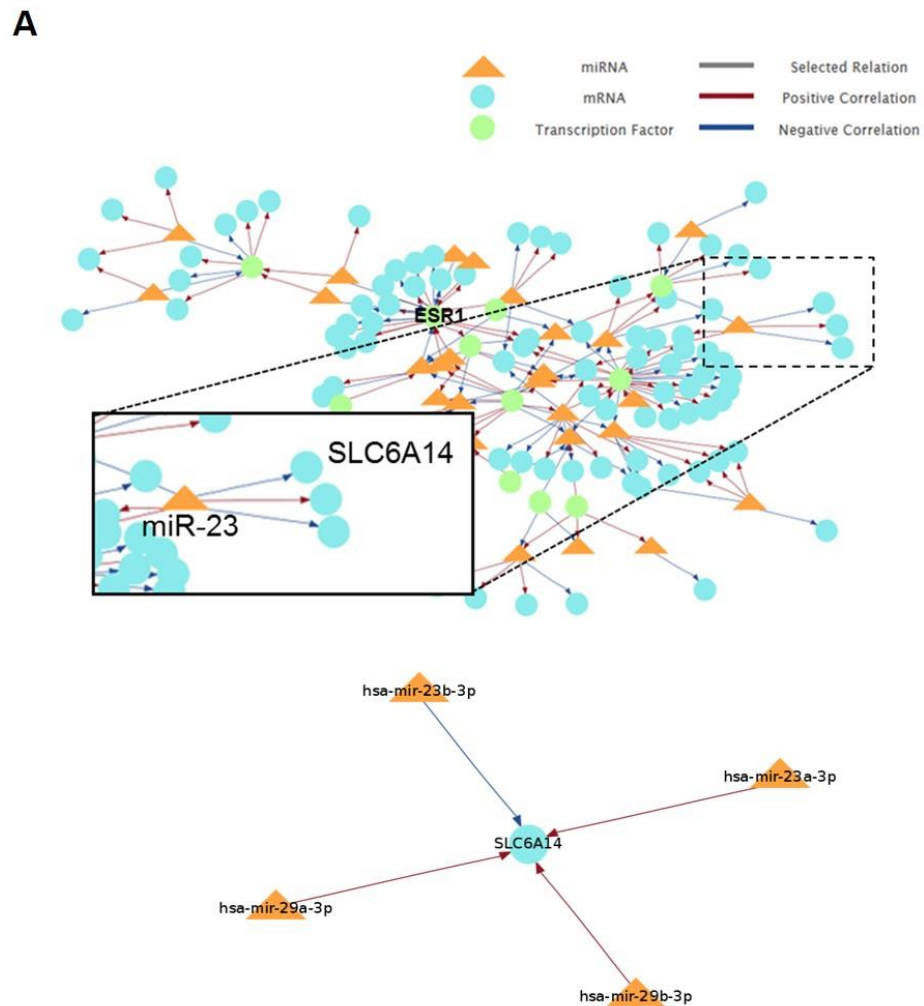 A
miRNA Selected Relation
mRNA Positive Correlation
Transcription Factor Negative Correlation
ESR1
SLC6A14
miR-23
hsa-mir-23b-3p
hsa-mir-23a-3p
SLC6A14
hsa-mir-29a-3p
hsa-mir-29b-3p